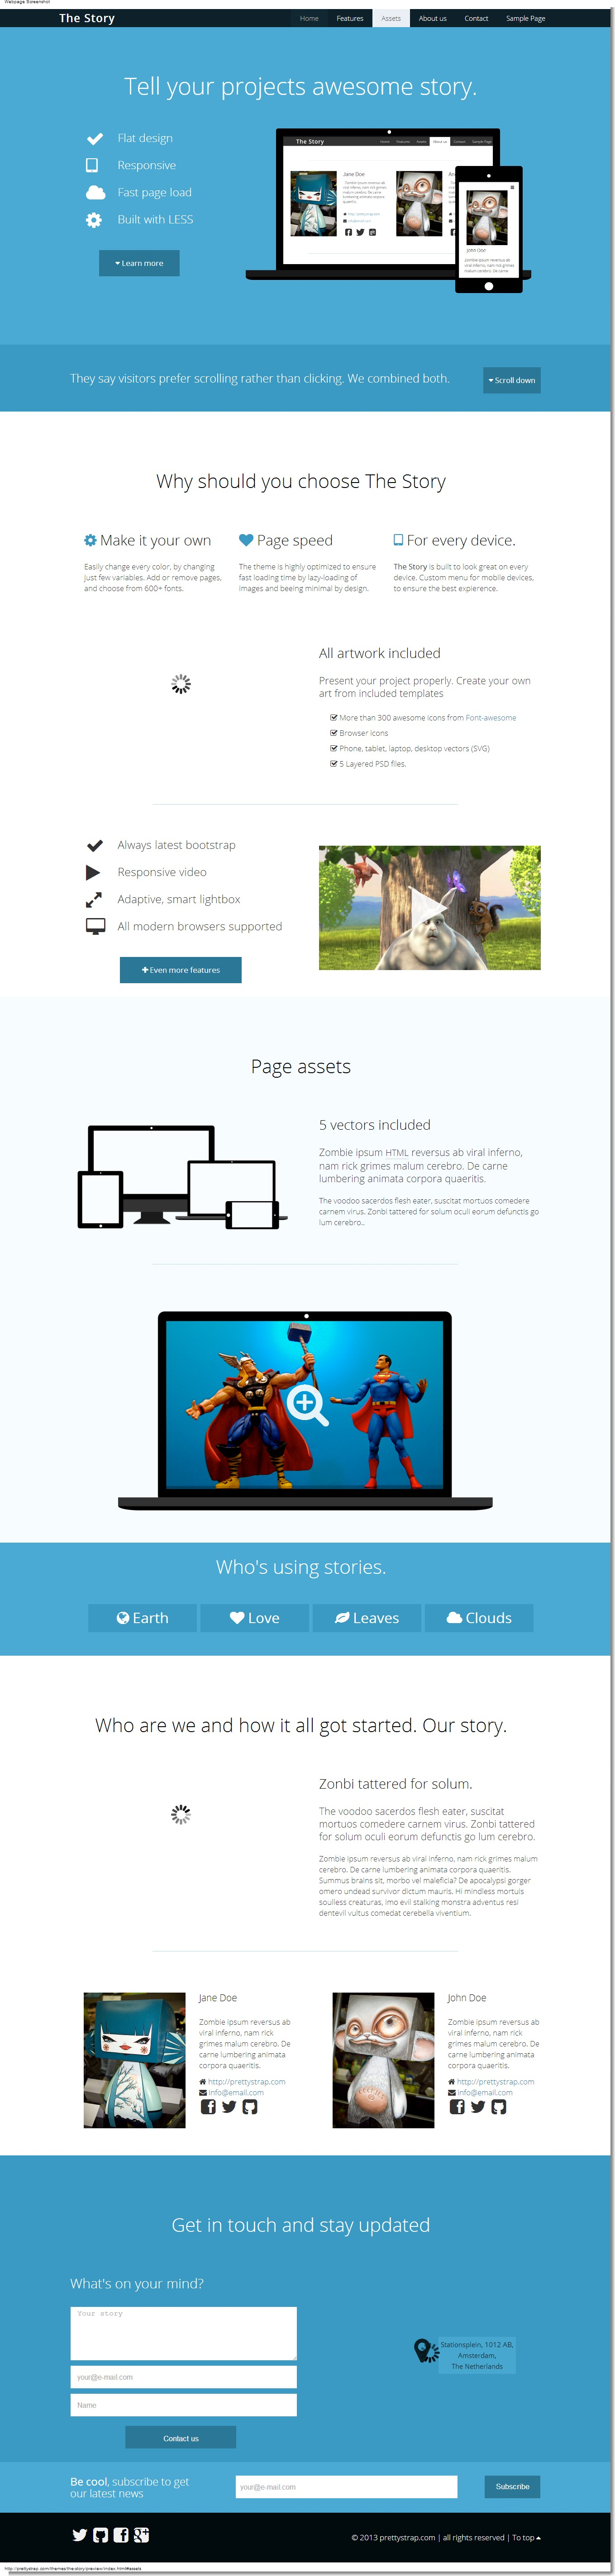 Webpage Screenshot
The Story Home Features Assets About us Contact Sample Page
Tell your projects awesome story.
Flat design
Responsive
Fast page load
Built with LESS
Learn more
The Story Home Features Assets About us Contact Sample Page
Jane Doe
John Doe
They say visitors prefer scrolling rather than clicking. We combined both.
Scroll down
Why should you choose The Story
Make it your own
Easily change every color, by changing
just few variables. Add or remove pages,
and choose from 600+ fonts.
Page speed
The theme is highly optimized to ensure
fast loading time by lazy-loading of
images and beeing minimal by design.
For every device.
The Story is built to look great on every
device. Custom menu for mobile devices,
to ensure the best expierence.
All artwork included
Present your project properly. Create your own
art from included templates
More than 300 awesome icons from Font-awesome
Browser icons
Phone, tablet, laptop, desktop vectors (SVG)
5 Layered PSD files.
Always latest bootstrap
Responsive video
Adaptive, smart lightbox
All modern browsers supported
Even more features
Page assets
5 vectors included
Zombie ipsum HTML reversus ab viral inferno,
nam rick grimes malum cerebro. De carne
lumbering animata corpora quaeritis.
The voodoo sacerdos flesh eater, suscitat mortuos comedere
carnem virus. Zonbi tattered for solum oculi eorum defunctis go
lum cerebro..
Who's using stories.
Earth
Love
Leaves
Clouds
Who are we and how it all got started. Our story.
Zonbi tattered for solum.
The voodoo sacerdos flesh eater, suscitat
mortuos comedere carnem virus. Zonbi tattered
for solum oculi eorum defunctis go lum cerebro.
Zombie ipsum reversus ab viral inferno, nam rick grimes malum
cerebro. De carne lumbering animata corpora quaeritis.
Summus brains sit, morbo vel maleficia? De apocalypsi gorger
omero undead survivor dictum mauris. Hi mindless mortuis
soulless creaturas, imo evil stalking monstra adventus resi
dentevil vultus comedat cerebella viventium.
Jane Doe
Zombie ipsum reversus ab
viral inferno, nam rick
grimes malum cerebro. De
carne lumbering animata
corpora quaeritis.
http://prettystrap.com
info@email.com
John Doe
Zombie ipsum reversus ab
viral inferno, nam rick
grimes malum cerebro. De
carne lumbering animata
corpora quaeritis.
http://prettystrap.com
info@email.com
Get in touch and stay updated
What's on your mind?
Your story
your@e-mail.com
Name
Contact us
Stationsplein, 1012 AB,
Amsterdam,
The Netherlands
Be cool, subscribe to get
our latest news
your@e-mail.com
Subscribe
© 2013 prettystrap.com | all rights reserved | To top
http://prettystrap.com/themes/the-story/preview/index.html#assets